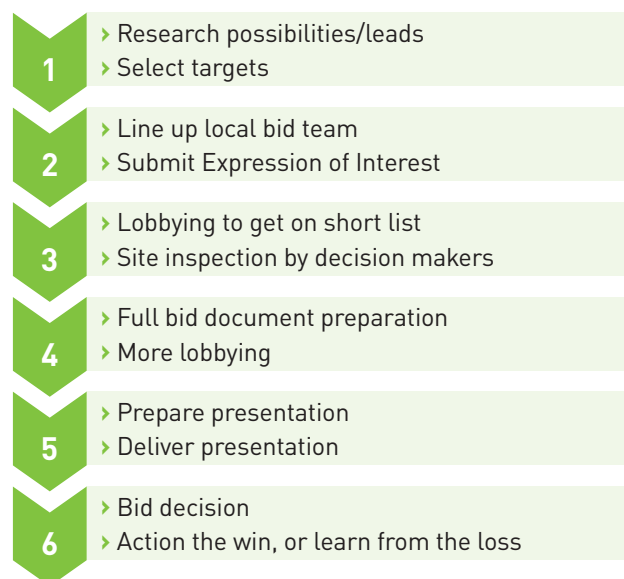 1
› Research possibilities/leads
› Select targets
2
› Line up local bid team
› Submit Expression of Interest
3
› Lobbying to get on short list
› Site inspection by decision makers
4
› Full bid document preparation
› More lobbying
5
› Prepare presentation
› Deliver presentation
6
› Bid decision
› Action the win, or learn from the loss